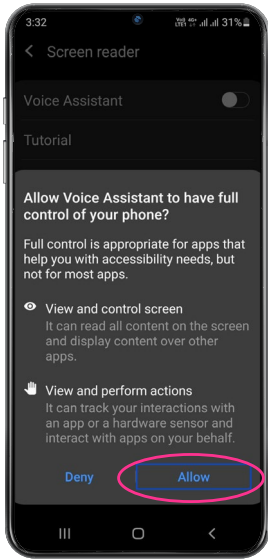 3:32 Vo9 4G+ LTE1 31%
Screen reader
Voice Assistant
Tutorial
Allow Voice Assistant to have full
control of your phone?
Full control is appropriate for apps that
help you with accessibility needs, but
not for most apps.
View and control screen
It can read all content on the screen
and display content over other
apps.
View and perform actions
It can track your interactions with
an app or a hardware sensor and
interact with apps on your behalf.
Deny Allow